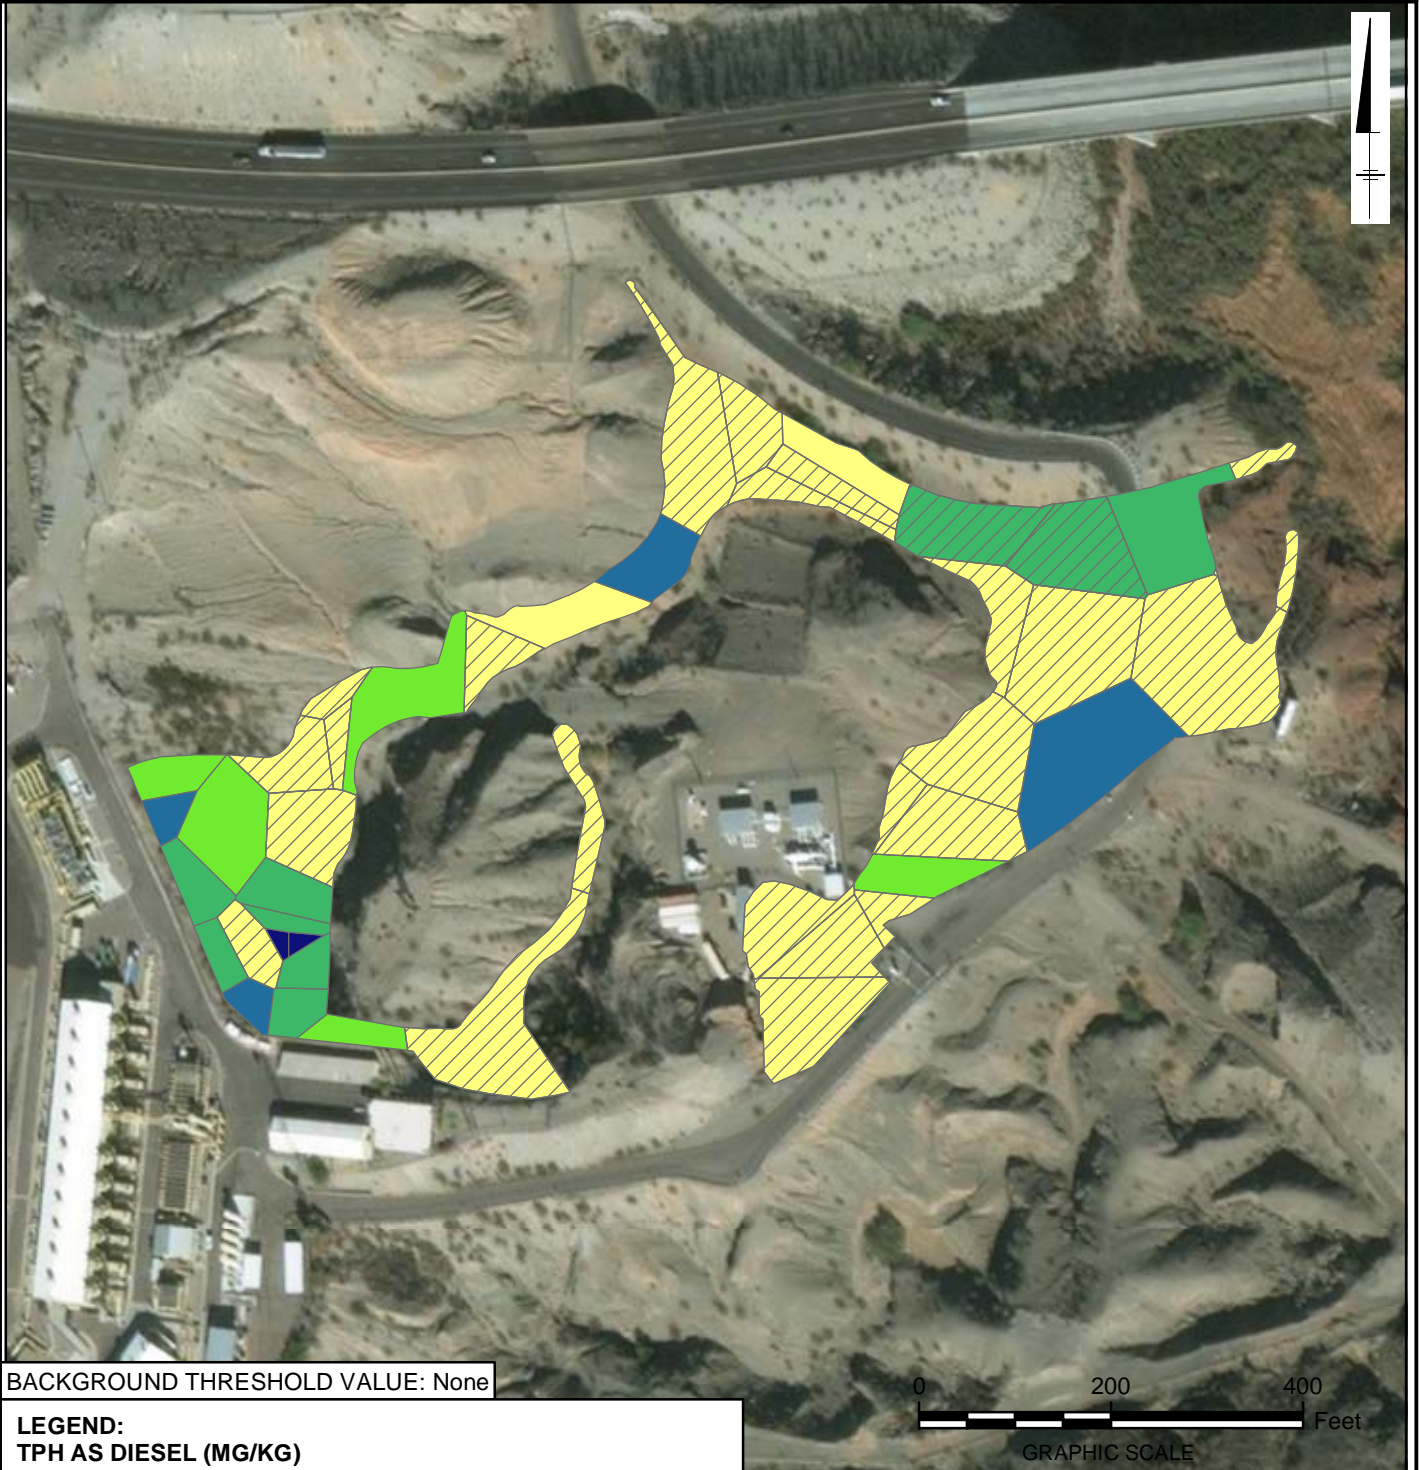 BACKGROUND THRESHOLD VALUE: None
LEGEND:
TPH AS DIESEL (MG/KG)
0 200 400
Feet
GRAPHIC SCALE